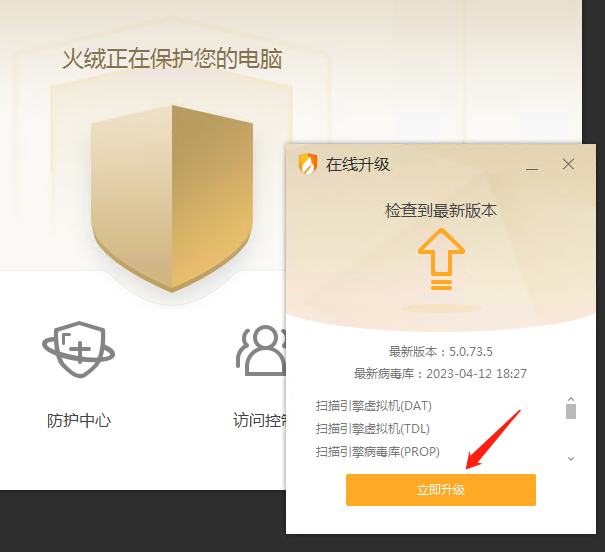 火绒正在保护您的电脑
在线升级
检查到最新版本
最新版本：5.0.73.5
最新病毒库：2023-04-12 18:27
扫描引擎虚拟机(DAT)
扫描引擎虚拟机(TDL)
扫描引擎病毒库(PROP)
立即升级
防护中心
访问控